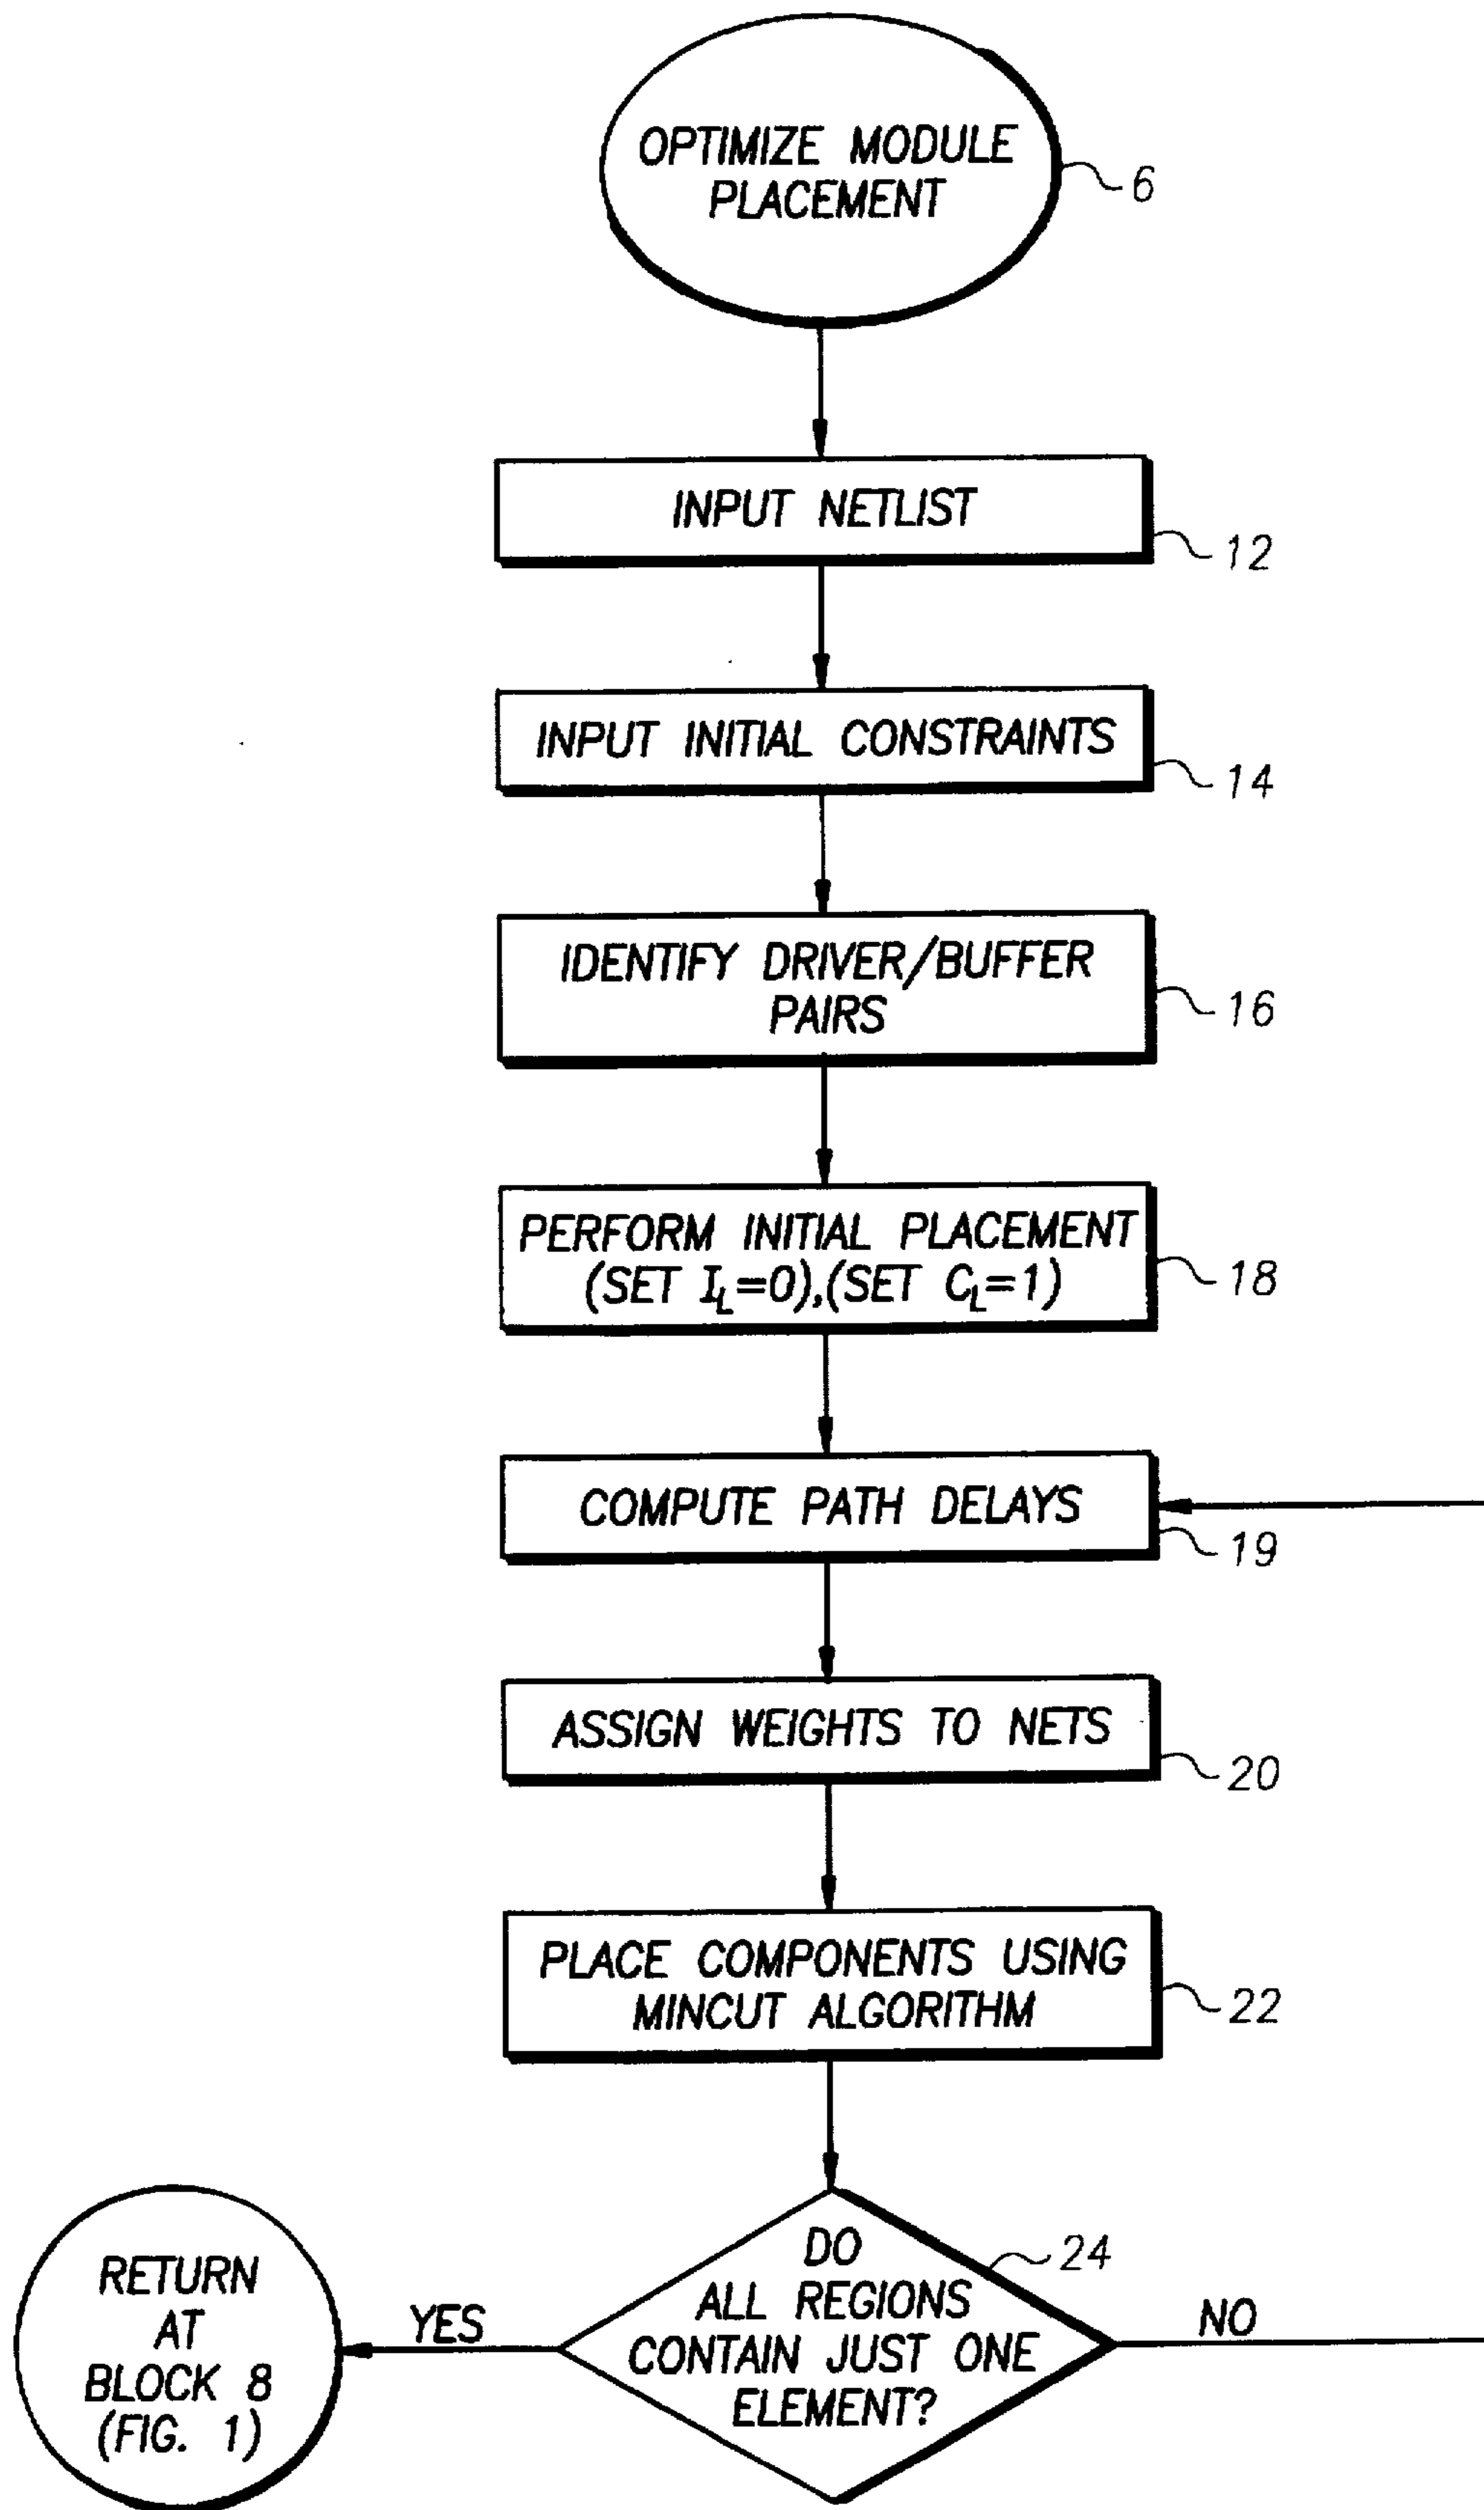 OPTIMIZE MODULE
PLACEMENT
6
INPUT NETLIST
12
INPUT INITIAL CONSTRAINTS
14
IDENTIFY DRIVER/BUFFER
PAIRS
16
PERFORM INITIAL PLACEMENT
(SET I_L=0),(SET C_L=1)
18
COMPUTE PATH DELAYS
19
ASSIGN WEIGHTS TO NETS
20
PLACE COMPONENTS USING
MINCUT ALGORITHM
22
DO
ALL REGIONS
CONTAIN JUST ONE
ELEMENT?
24
YES
NO
RETURN
AT
BLOCK 8
(FIG. 1)